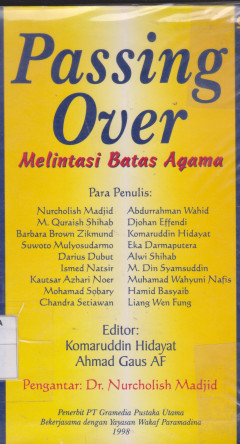 Passing
Over
Melintasi Batas Agama
Para Penulis:
Nurcholish Madjid
M. Quraish Shihab
Barbara Brown Zikmund
Suwoto Mulyosudarmo
Darius Dubut
Ismed Natsir
Kautsar Azhari Noer
Mohamad Sobary
Chandra Setiawan
Abdurrahman Wahid
Djohan Effendi
Komaruddin Hidayat
Eka Darmaputera
Alwi Shihab
M. Din Syamsuddin
Muhamad Wahyuni Nafis
Hamid Basyaib
Liang Wen Fung
Editor:
Komaruddin Hidayat
Ahmad Gaus AF
Pengantar: Dr. Nurcholish Madjid
Penerbit PT Gramedia Pustaka Utama
Bekerjasama dengan Yayasan Wakaf Paramadina
1998